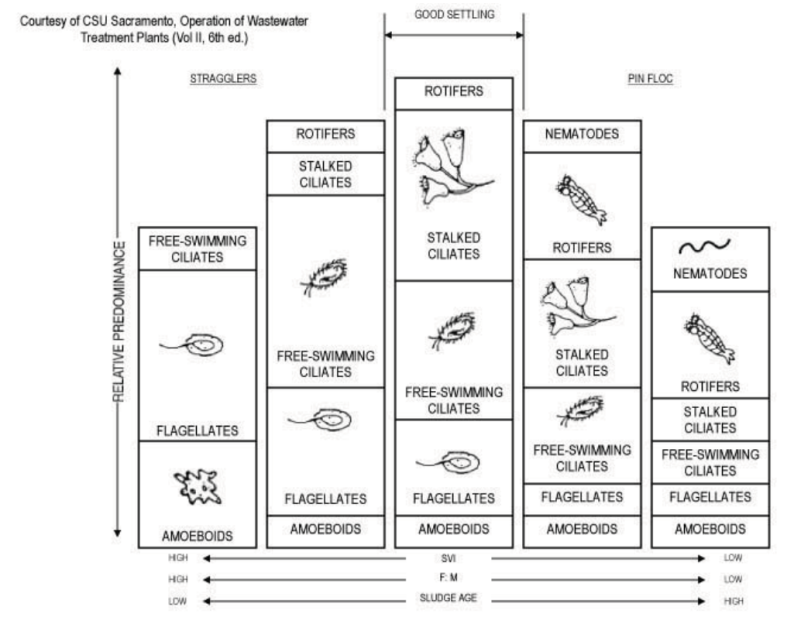 Courtesy of CSU Sacramento, Operation of Wastewater
Treatment Plants (Vol II, 6th ed.)
GOOD SETTLING
STRAGGLERS
PIN FLOC
RELATIVE PREDOMINANCE
FREE-SWIMMING
CILIATES
FLAGELLATES
AMOEBOIDS
ROTIFERS
STALKED
CILIATES
FREE-SWIMMING
CILIATES
FLAGELLATES
AMOEBOIDS
ROTIFERS
STALKED
CILIATES
FREE-SWIMMING
CILIATES
FLAGELLATES
AMOEBOIDS
NEMATODES
ROTIFERS
STALKED
CILIATES
FREE-SWIMMING
CILIATES
FLAGELLATES
AMOEBOIDS
NEMATODES
ROTIFERS
STALKED
CILIATES
FREE-SWIMMING
CILIATES
FLAGELLATES
AMOEBOIDS
HIGH SVI LOW
HIGH F: M LOW
LOW SLUDGE AGE HIGH